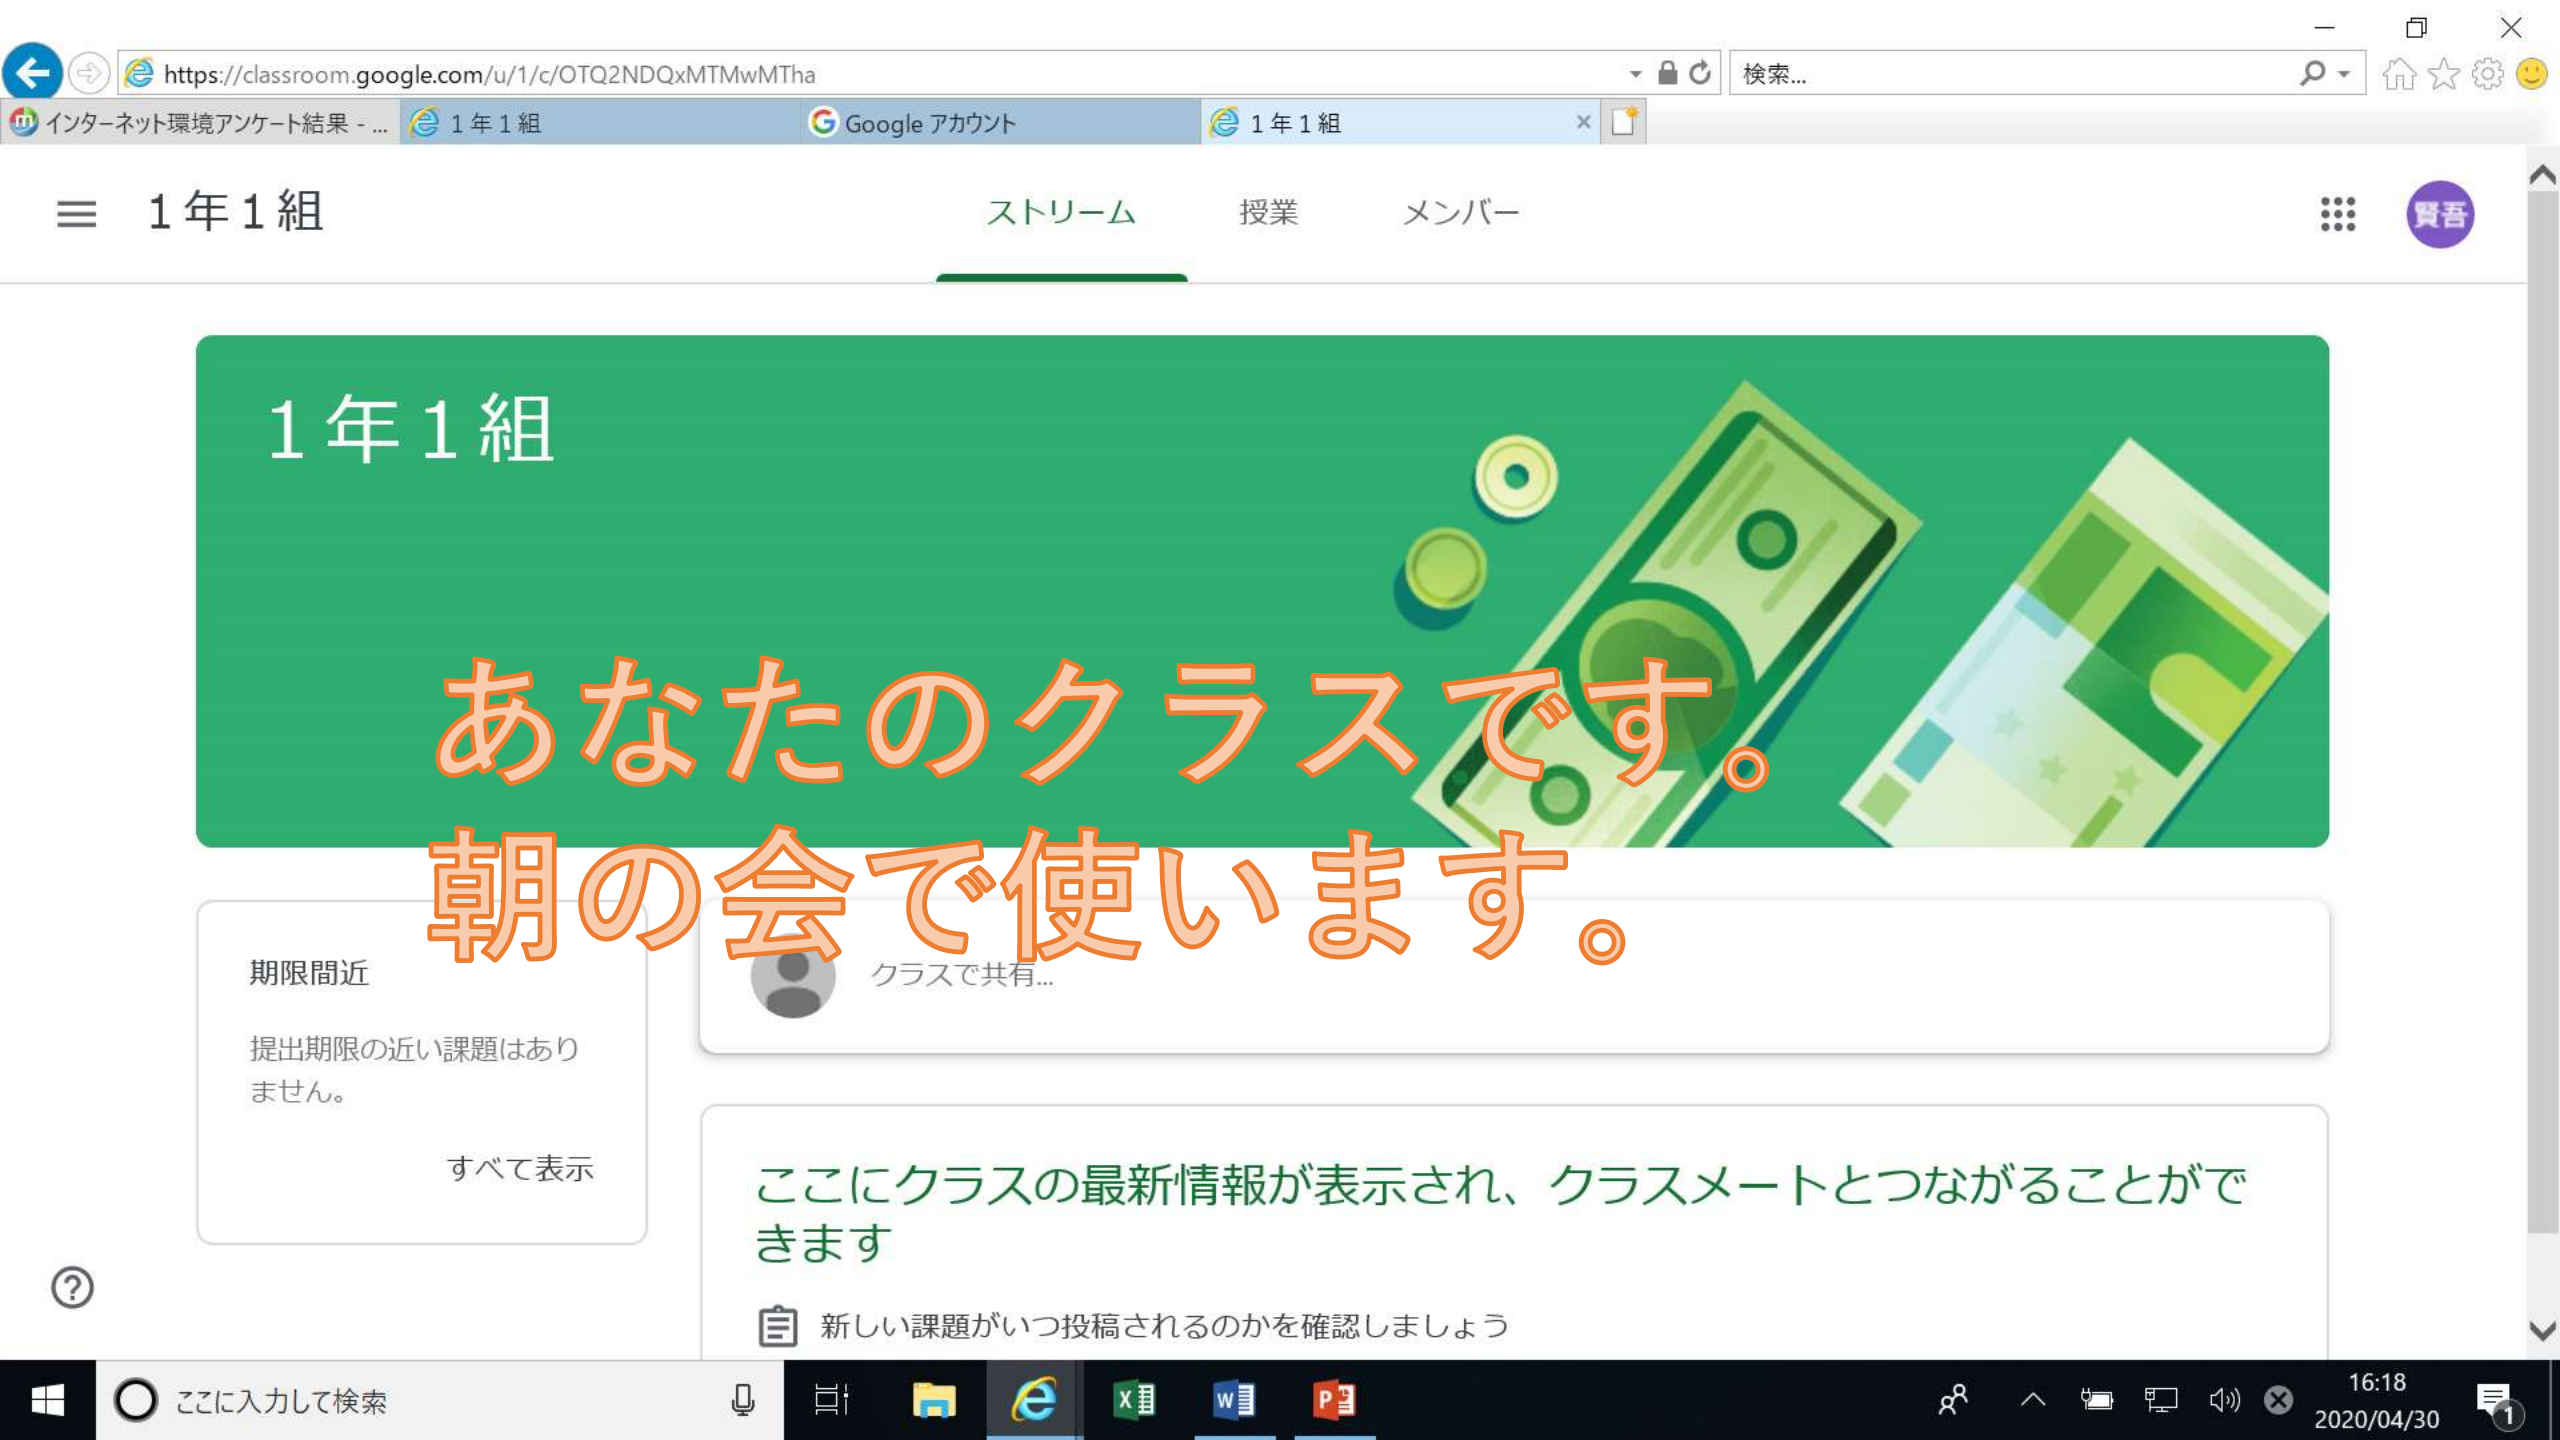 https://classroom.google.com/u/1/c/OTQ2NDQxMTMwMTha
検索...
インターネット環境アンケート結果 - ...
1年1組
Google アカウント
1年1組
1年1組
ストリーム
授業
メンバー
賢吾
1年1組
あなたのクラスです。
朝の会で使います。
期限間近
提出期限の近い課題はあり
ません。
すべて表示
クラスで共有...
ここにクラスの最新情報が表示され、クラスメートとつながることがで
きます
新しい課題がいつ投稿されるのかを確認しましょう
ここに入力して検索
16:18
2020/04/30
1